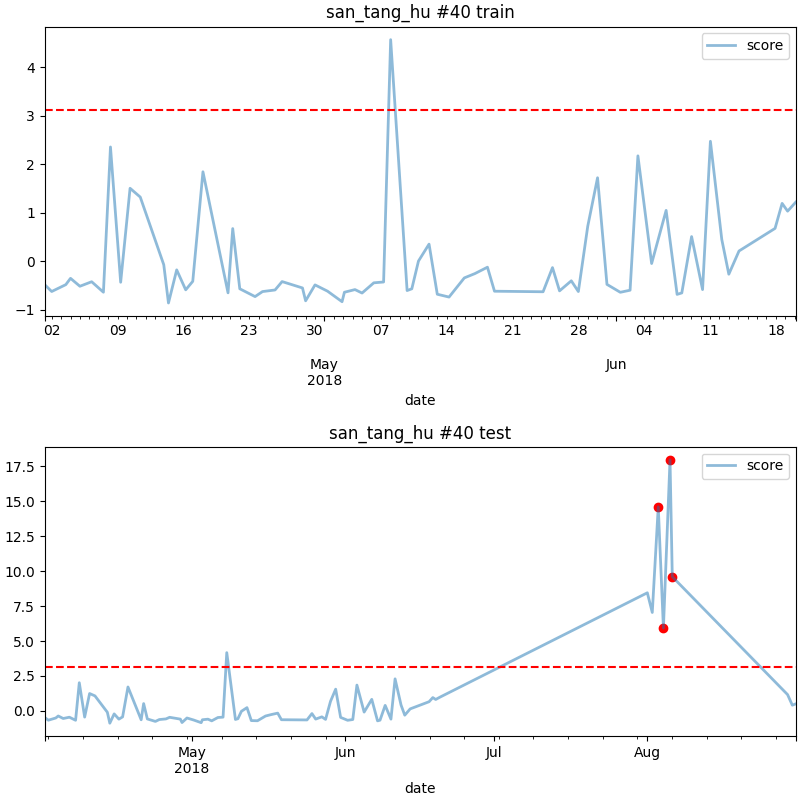 san_tang_hu #40 train
score
4
3
2
1
0
−1
02 09 16 23 30 07 14 21 28 04 11 18
May Jun
2018
date
san_tang_hu #40 test
score
17.5
15.0
12.5
10.0
7.5
5.0
2.5
0.0
May Jun Jul Aug
2018
date